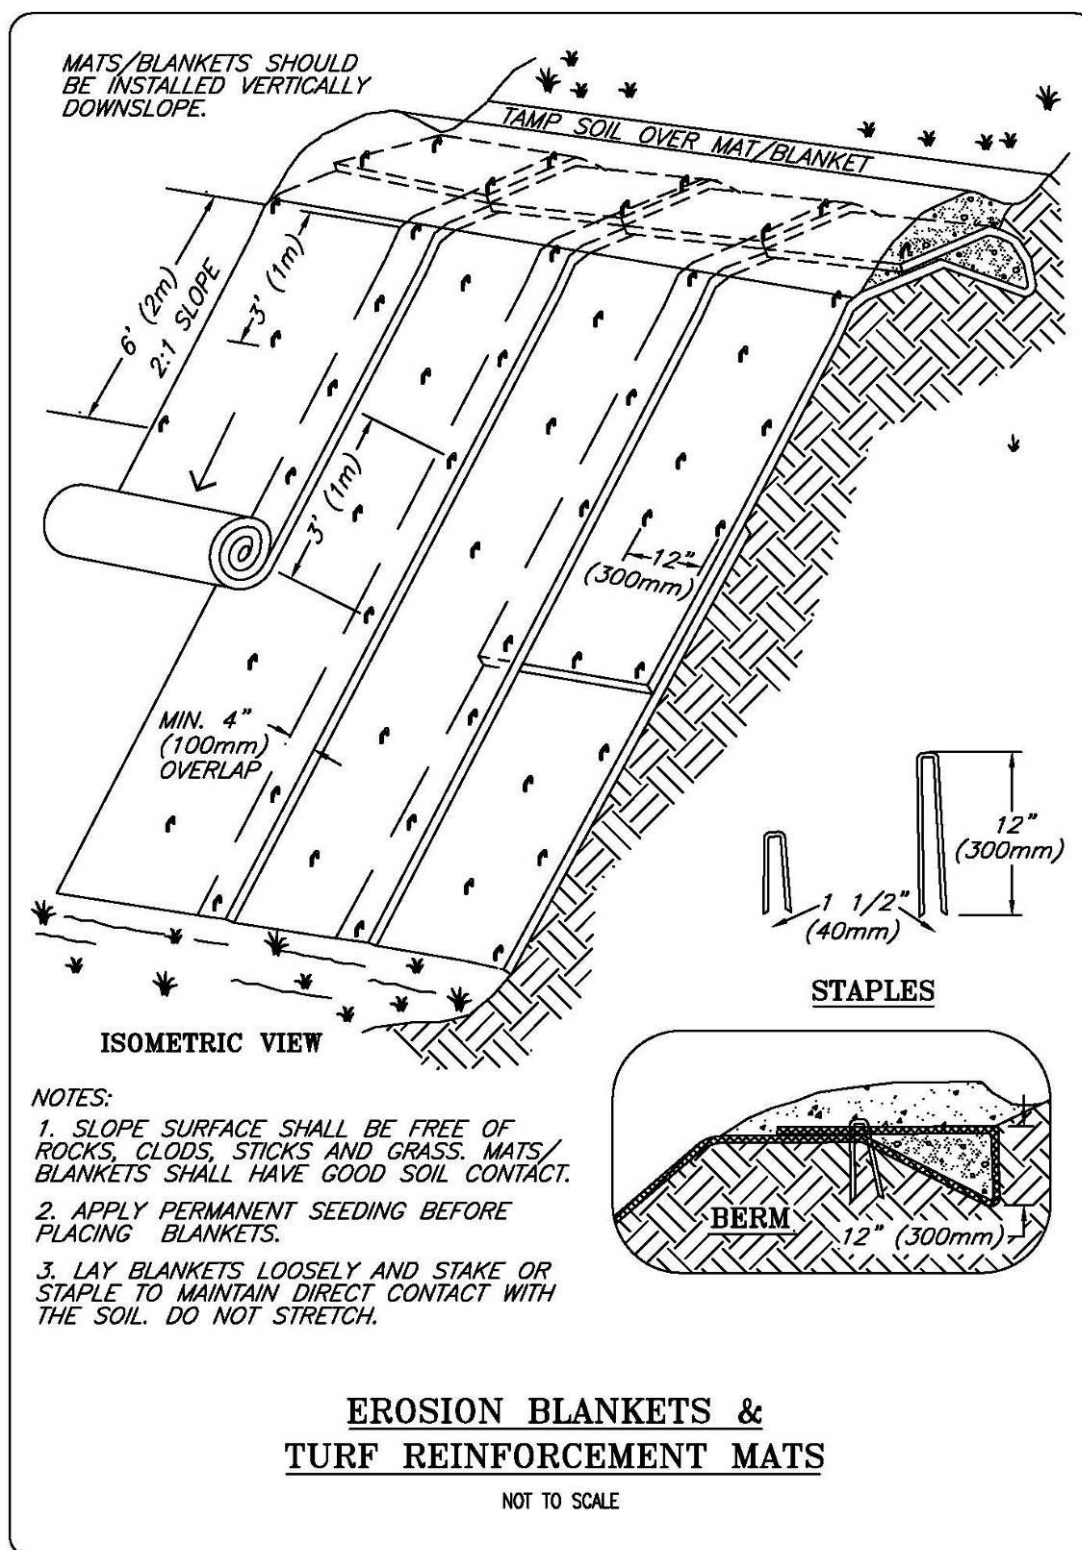 MATS/BLANKETS SHOULD
BE INSTALLED VERTICALLY
DOWNSLOPE.
TAMP SOIL OVER MAT/BLANKET
6' (2m)
2:1 SLOPE
3' (1m)
3' (1m)
12"
(300mm)
MIN. 4"
(100mm)
OVERLAP
12"
(300mm)
1 1/2"
(40mm)
STAPLES
ISOMETRIC VIEW
BERM
12" (300mm)
NOTES:
1. SLOPE SURFACE SHALL BE FREE OF
ROCKS, CLODS, STICKS AND GRASS. MATS/
BLANKETS SHALL HAVE GOOD SOIL CONTACT.
2. APPLY PERMANENT SEEDING BEFORE
PLACING BLANKETS.
3. LAY BLANKETS LOOSELY AND STAKE OR
STAPLE TO MAINTAIN DIRECT CONTACT WITH
THE SOIL. DO NOT STRETCH.
EROSION BLANKETS &
TURF REINFORCEMENT MATS
NOT TO SCALE